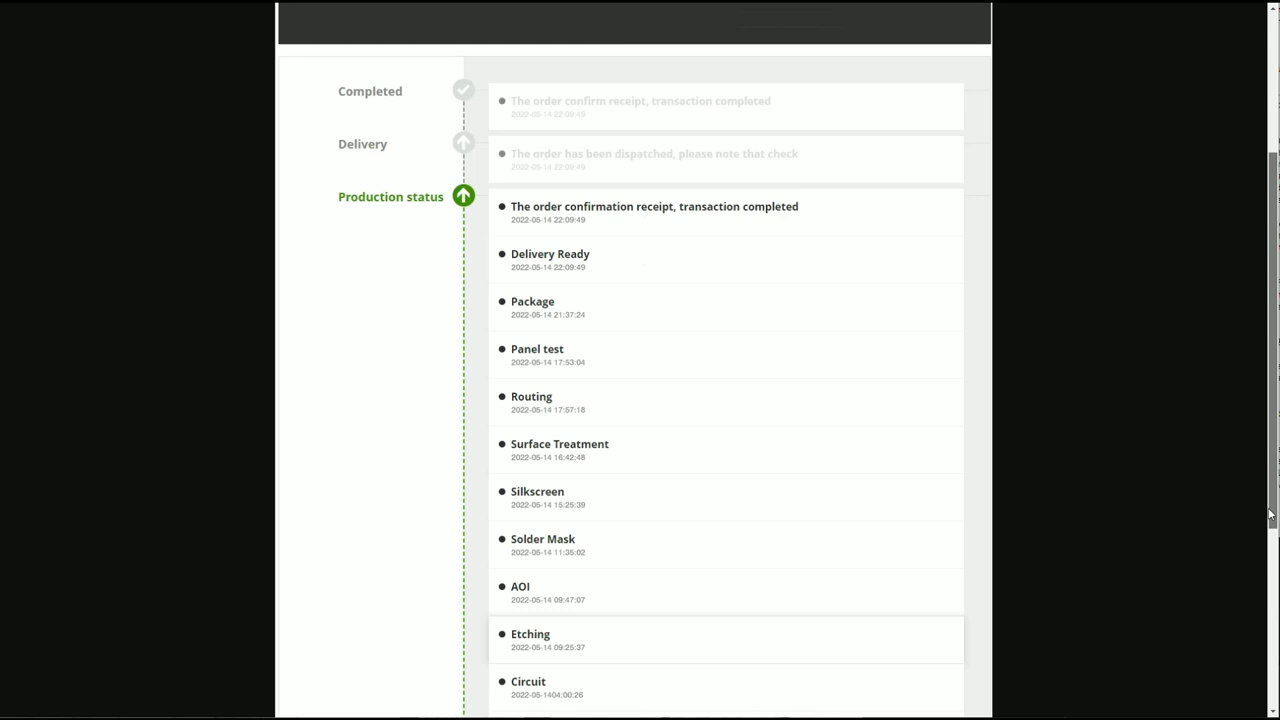 Completed
The order confirm receipt, transaction completed
2022-05-14 22:09:49
Delivery
The order has been dispatched, please note that check
2022-05-14 22:09:49
Production status
The order confirmation receipt, transaction completed
2022-05-14 22:09:49
Delivery Ready
2022-05-14 22:09:49
Package
2022-05-14 21:37:24
Panel test
2022-05-14 17:53:04
Routing
2022-05-14 17:57:18
Surface Treatment
2022-05-14 16:42:48
Silkscreen
2022-05-14 15:25:39
Solder Mask
2022-05-14 11:35:02
AOI
2022-05-14 09:47:07
Etching
2022-05-14 09:25:37
Circuit
2022-05-1404:00:26